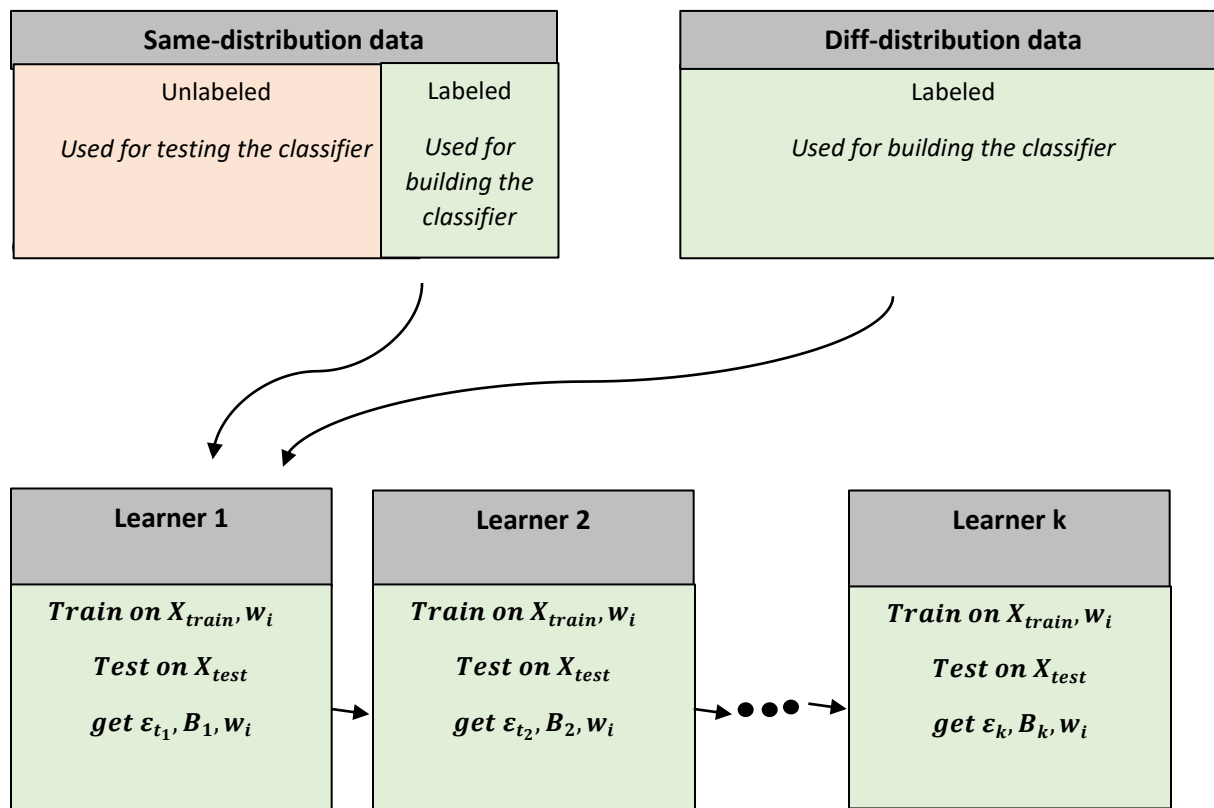 Same-distribution data
Unlabeled
Used for testing the classifier
Labeled
Used for
building the
classifier
Diff-distribution data
Labeled
Used for building the classifier
Learner 1
Train on X_train, w_i
Test on X_test
get ε_t₁, B₁, w_i
Learner 2
Train on X_train, w_i
Test on X_test
get ε_t₂, B₂, w_i
Learner k
Train on X_train, w_i
Test on X_test
get ε_k, B_k, w_i